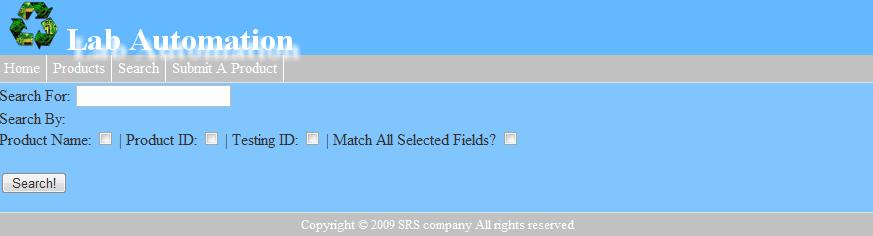 Lab Automation
Home Products Search Submit A Product
Search For:
Search By:
Product Name: | Product ID: | Testing ID: | Match All Selected Fields?
Search!
Copyright © 2009 SRS company All rights reserved